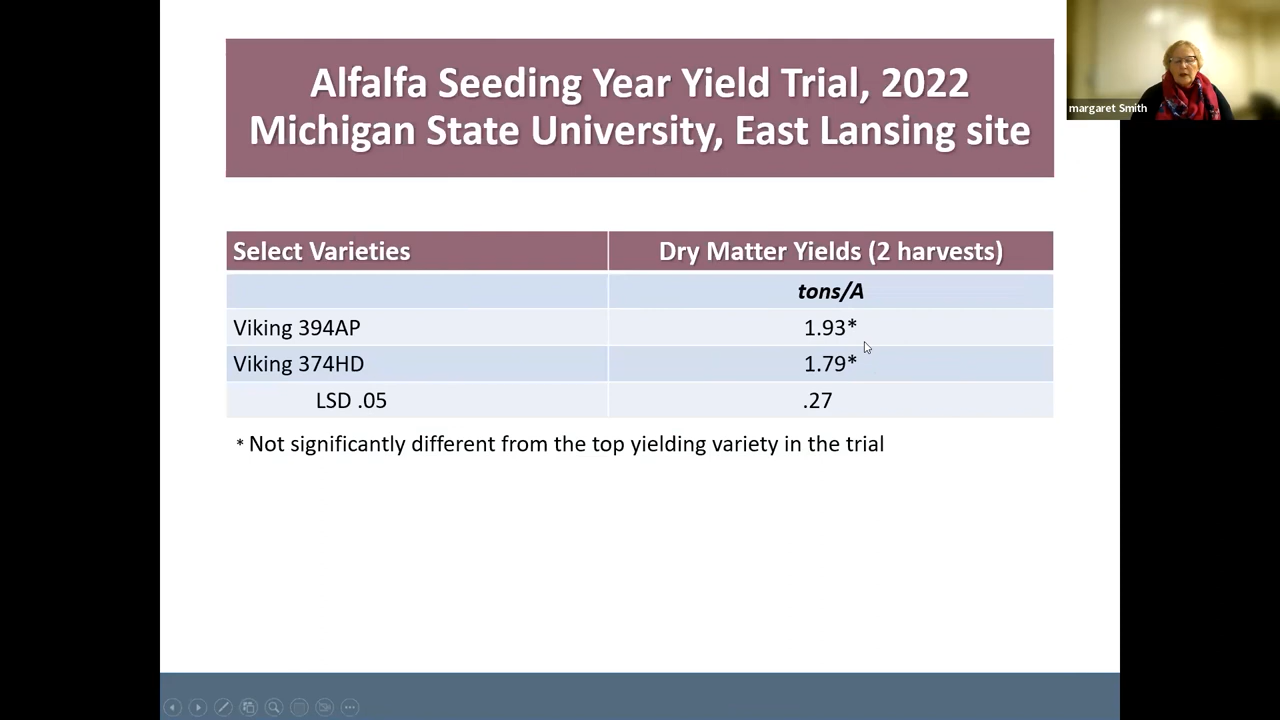 Alfalfa Seeding Year Yield Trial, 2022
Michigan State University, East Lansing site
margaret Smith
Select Varieties Dry Matter Yields (2 harvests)
tons/A
Viking 394AP 1.93*
Viking 374HD 1.79*
LSD .05 .27
* Not significantly different from the top yielding variety in the trial